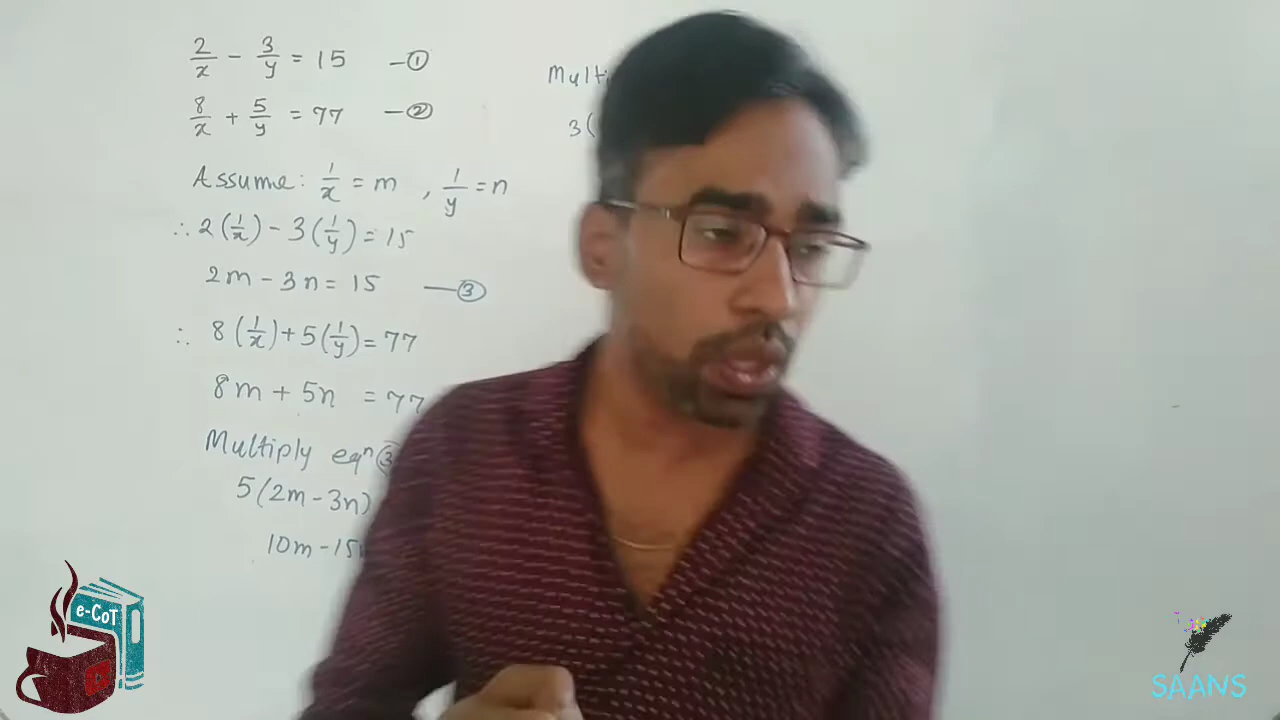 2/x - 3/y = 15 —①
8/x + 5/y = 77 —②
Assume: 1/x = m , 1/y = n
∴ 2(1/x) - 3(1/y) = 15
2m - 3n = 15 —③
∴ 8(1/x) + 5(1/y) = 77
8m + 5n = 77
Multiply eqⁿ ③
5(2m - 3n)
10m - 15
3(
e-CoT
SAANS